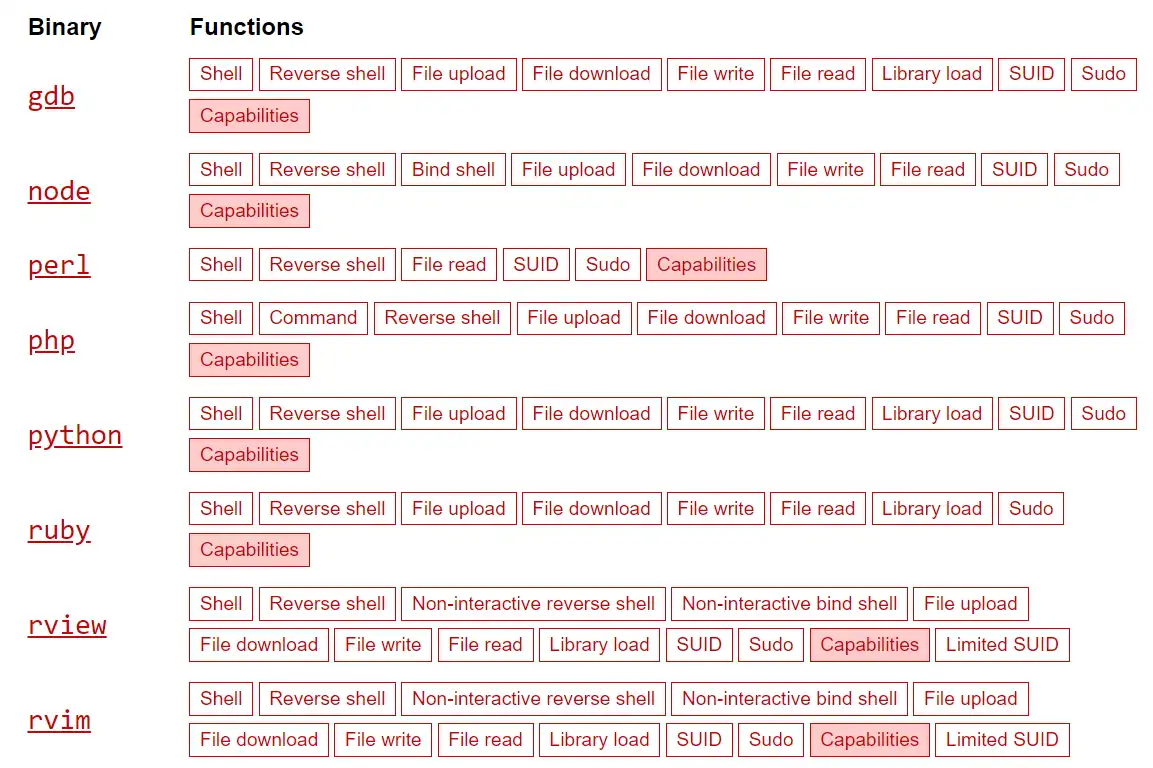 Binary Functions
gdb
Shell Reverse shell File upload File download File write File read Library load SUID Sudo
Capabilities
node
Shell Reverse shell Bind shell File upload File download File write File read SUID Sudo
Capabilities
perl Shell Reverse shell File read SUID Sudo Capabilities
php
Shell Command Reverse shell File upload File download File write File read SUID Sudo
Capabilities
python
Shell Reverse shell File upload File download File write File read Library load SUID Sudo
Capabilities
ruby
Shell Reverse shell File upload File download File write File read Library load Sudo
Capabilities
rview
Shell Reverse shell Non-interactive reverse shell Non-interactive bind shell File upload
File download File write File read Library load SUID Sudo Capabilities Limited SUID
rvim
Shell Reverse shell Non-interactive reverse shell Non-interactive bind shell File upload
File download File write File read Library load SUID Sudo Capabilities Limited SUID